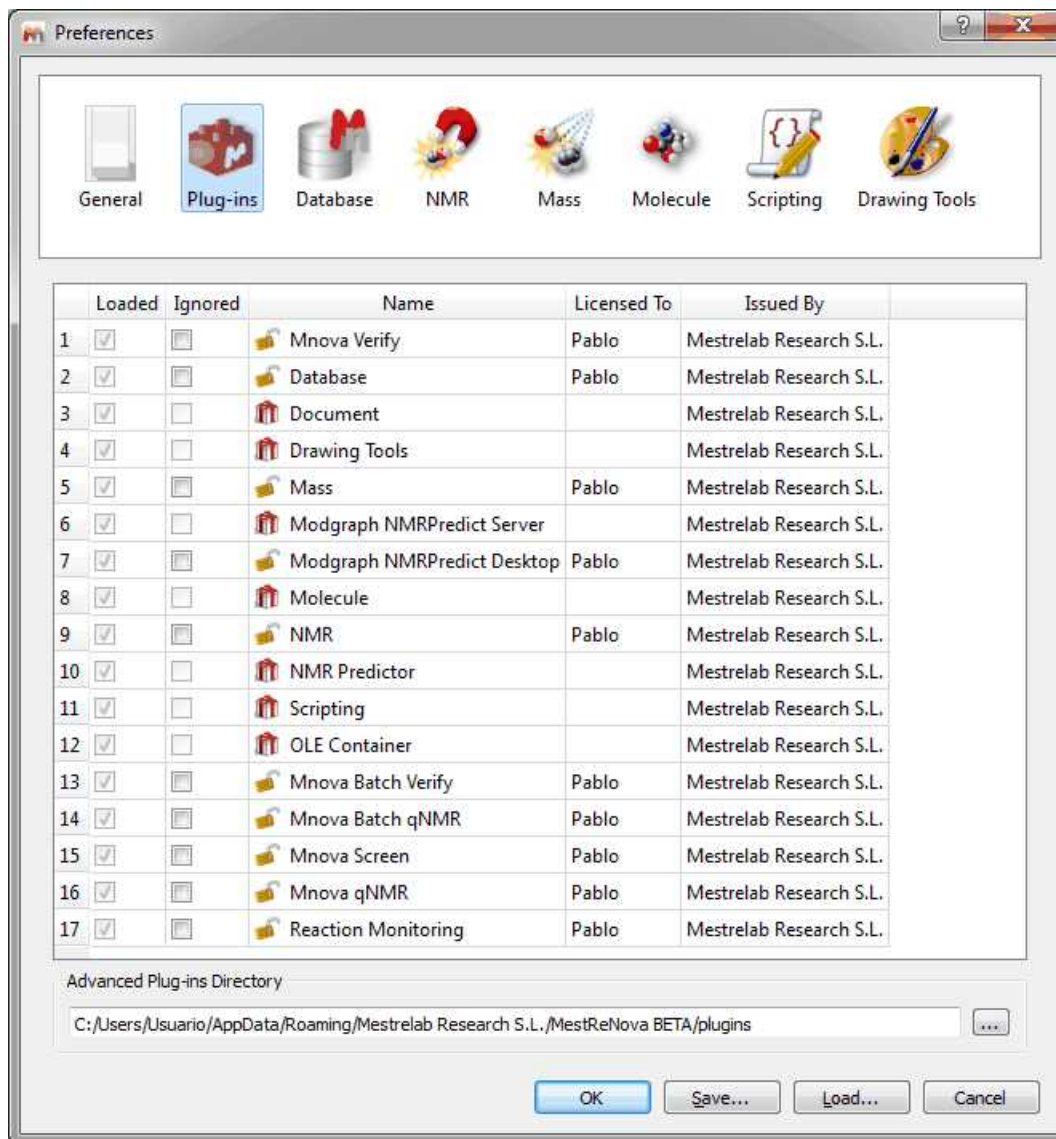 Preferences
General Plug-ins Database NMR Mass Molecule Scripting Drawing Tools
Loaded Ignored Name Licensed To Issued By
1 Mnova Verify Pablo Mestrelab Research S.L.
2 Database Pablo Mestrelab Research S.L.
3 Document Mestrelab Research S.L.
4 Drawing Tools Mestrelab Research S.L.
5 Mass Pablo Mestrelab Research S.L.
6 Modgraph NMRPredict Server Mestrelab Research S.L.
7 Modgraph NMRPredict Desktop Pablo Mestrelab Research S.L.
8 Molecule Mestrelab Research S.L.
9 NMR Pablo Mestrelab Research S.L.
10 NMR Predictor Mestrelab Research S.L.
11 Scripting Mestrelab Research S.L.
12 OLE Container Mestrelab Research S.L.
13 Mnova Batch Verify Pablo Mestrelab Research S.L.
14 Mnova Batch qNMR Pablo Mestrelab Research S.L.
15 Mnova Screen Pablo Mestrelab Research S.L.
16 Mnova qNMR Pablo Mestrelab Research S.L.
17 Reaction Monitoring Pablo Mestrelab Research S.L.
Advanced Plug-ins Directory
C:/Users/Usuario/AppData/Roaming/Mestrelab Research S.L./MestReNova BETA/plugins ...
OK Save... Load... Cancel